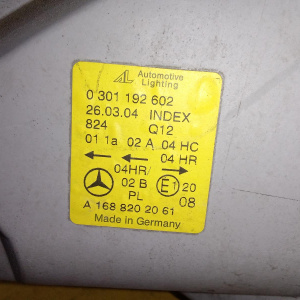 AL Automotive
Lighting
0 301 192 602
26.03.04 INDEX
824 Q12
01 1a 02 A 04 HC
04 HR
04HR/
02 B E1 20
PL 08
A 168 820 20 61
Made in Germany